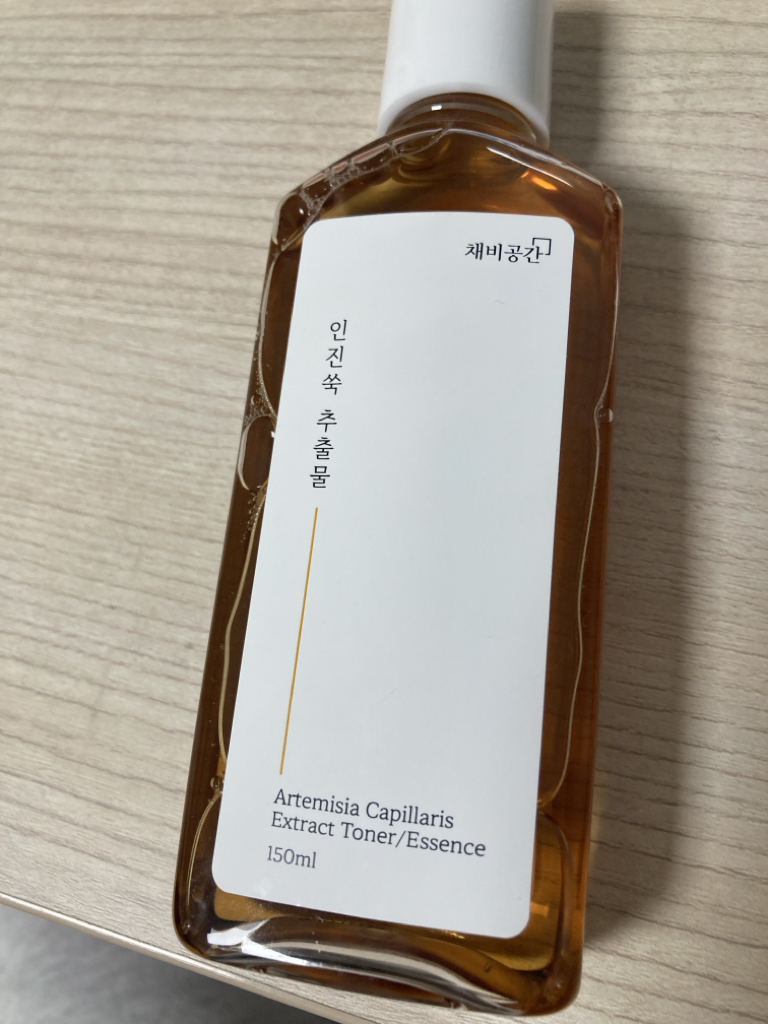 채비공간
인진쑥 추출물
Artemisia Capillaris
Extract Toner/Essence
150ml